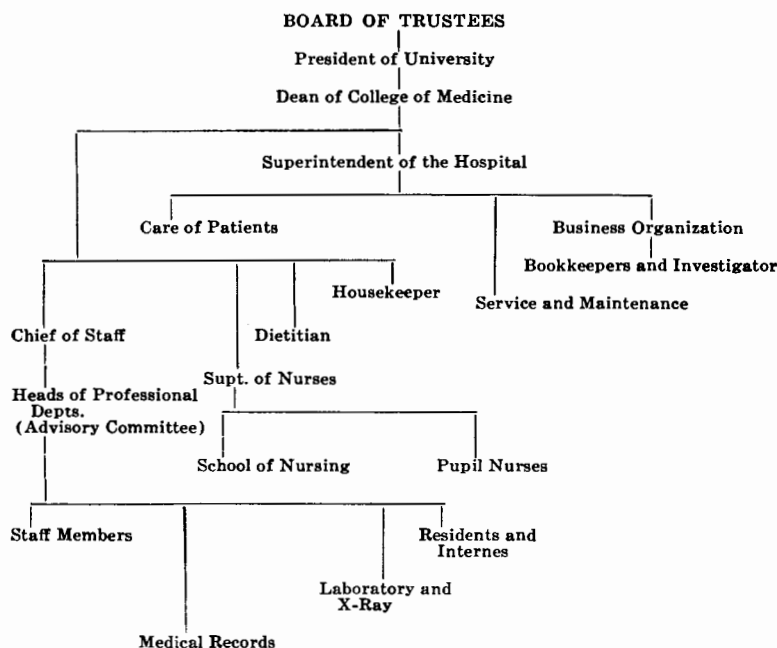 BOARD OF TRUSTEES
President of University
Dean of College of Medicine
Superintendent of the Hospital
Care of Patients
Business Organization
Bookkeepers and Investigator
Housekeeper
Service and Maintenance
Chief of Staff
Dietitian
Supt. of Nurses
Heads of Professional
Depts.
(Advisory Committee)
School of Nursing
Pupil Nurses
Staff Members
Residents and
Internes
Laboratory and
X-Ray
Medical Records